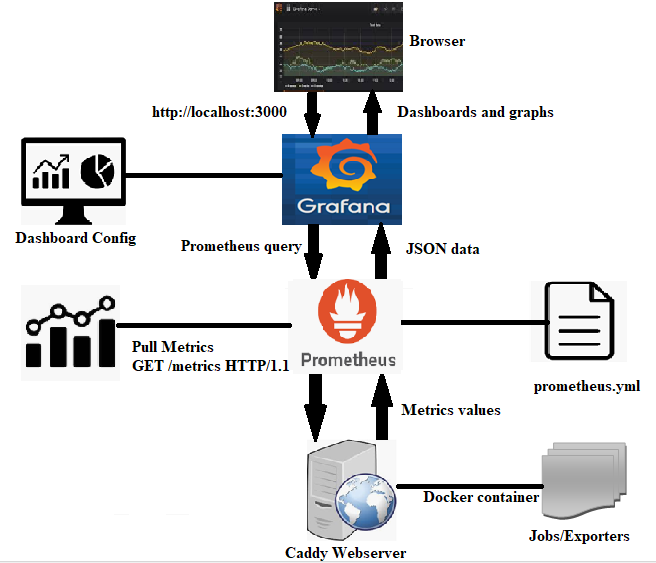 Browser
http://localhost:3000
Dashboards and graphs
Grafana
Dashboard Config
Prometheus query
JSON data
Pull Metrics
GET /metrics HTTP/1.1
Prometheus
prometheus.yml
Metrics values
Docker container
Jobs/Exporters
Caddy Webserver